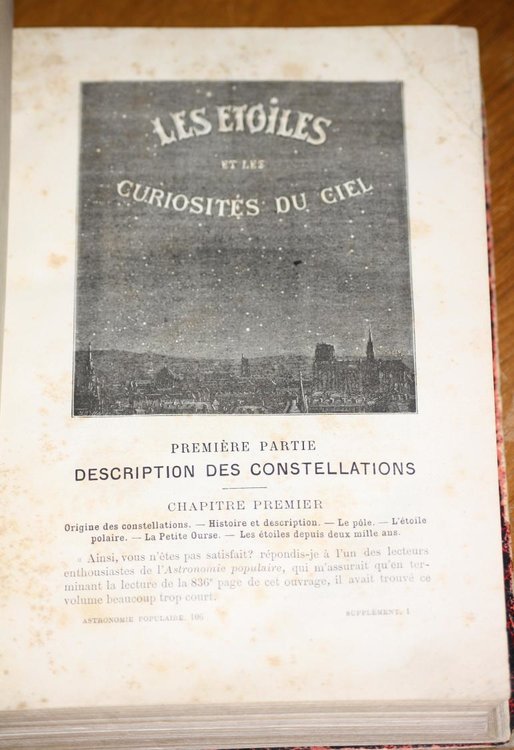 LES ETOILES
ET LES
CURIOSITÉS DU CIEL
PREMIÈRE PARTIE
DESCRIPTION DES CONSTELLATIONS
CHAPITRE PREMIER
Origine des constellations. — Histoire et description. — Le pôle. — L'étoile
polaire. — La Petite Ourse. — Les étoiles depuis deux mille ans.
« Ainsi, vous n'êtes pas satisfait? répondis-je à l'un des lecteurs
enthousiastes de l'Astronomie populaire, qui m'assurait qu'en ter-
minant la lecture de la 836e page de cet ouvrage, il avait trouvé ce
volume beaucoup trop court.
ASTRONOMIE POPULAIRE, 106
SUPPLÉMENT, 1